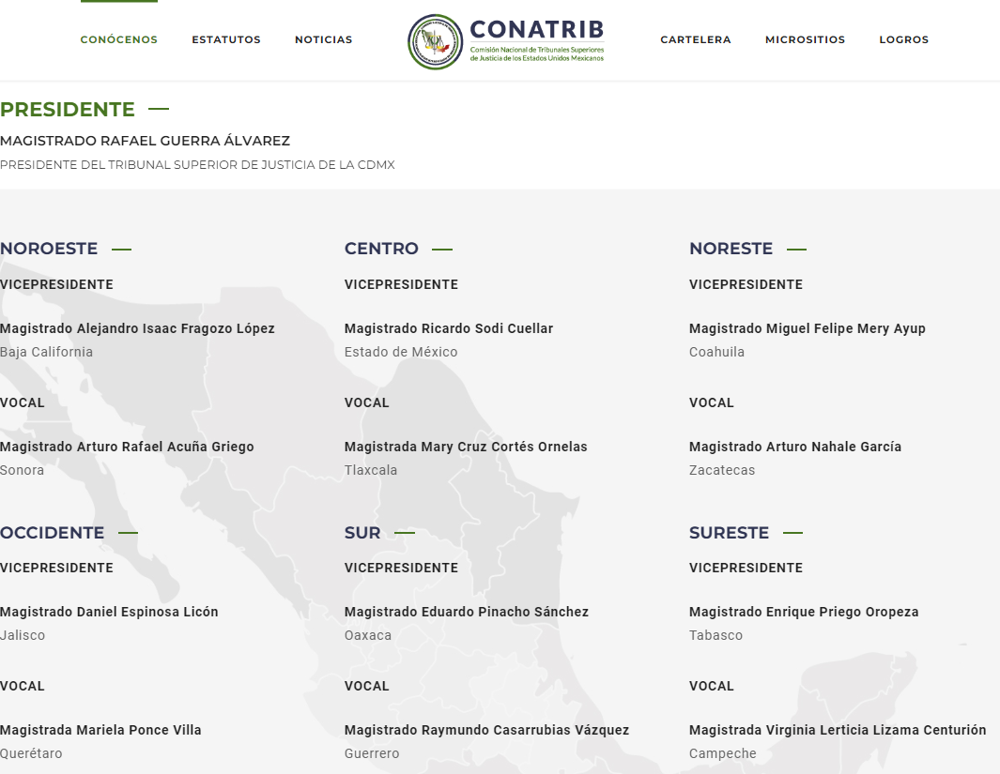 CONÓCENOS
ESTATUTOS
NOTICIAS
CONATRIB
Comisión Nacional de Tribunales Superiores
de Justicia de los Estados Unidos Mexicanos
CARTELERA
MICROSITIOS
LOGROS
PRESIDENTE
MAGISTRADO RAFAEL GUERRA ÁLVAREZ
PRESIDENTE DEL TRIBUNAL SUPERIOR DE JUSTICIA DE LA CDMX
NOROESTE
VICEPRESIDENTE
Magistrado Alejandro Isaac Fragozo López
Baja California
VOCAL
Magistrado Arturo Rafael Acuña Griego
Sonora
CENTRO
VICEPRESIDENTE
Magistrado Ricardo Sodi Cuellar
Estado de México
VOCAL
Magistrada Mary Cruz Cortés Ornelas
Tlaxcala
NORESTE
VICEPRESIDENTE
Magistrado Miguel Felipe Mery Ayup
Coahuila
VOCAL
Magistrado Arturo Nahale García
Zacatecas
OCCIDENTE
VICEPRESIDENTE
Magistrado Daniel Espinosa Licón
Jalisco
VOCAL
Magistrada Mariela Ponce Villa
Querétaro
SUR
VICEPRESIDENTE
Magistrado Eduardo Pinacho Sánchez
Oaxaca
VOCAL
Magistrado Raymundo Casarrubias Vázquez
Guerrero
SURESTE
VICEPRESIDENTE
Magistrado Enrique Priego Oropeza
Tabasco
VOCAL
Magistrada Virginia Lerticia Lizama Centurión
Campeche